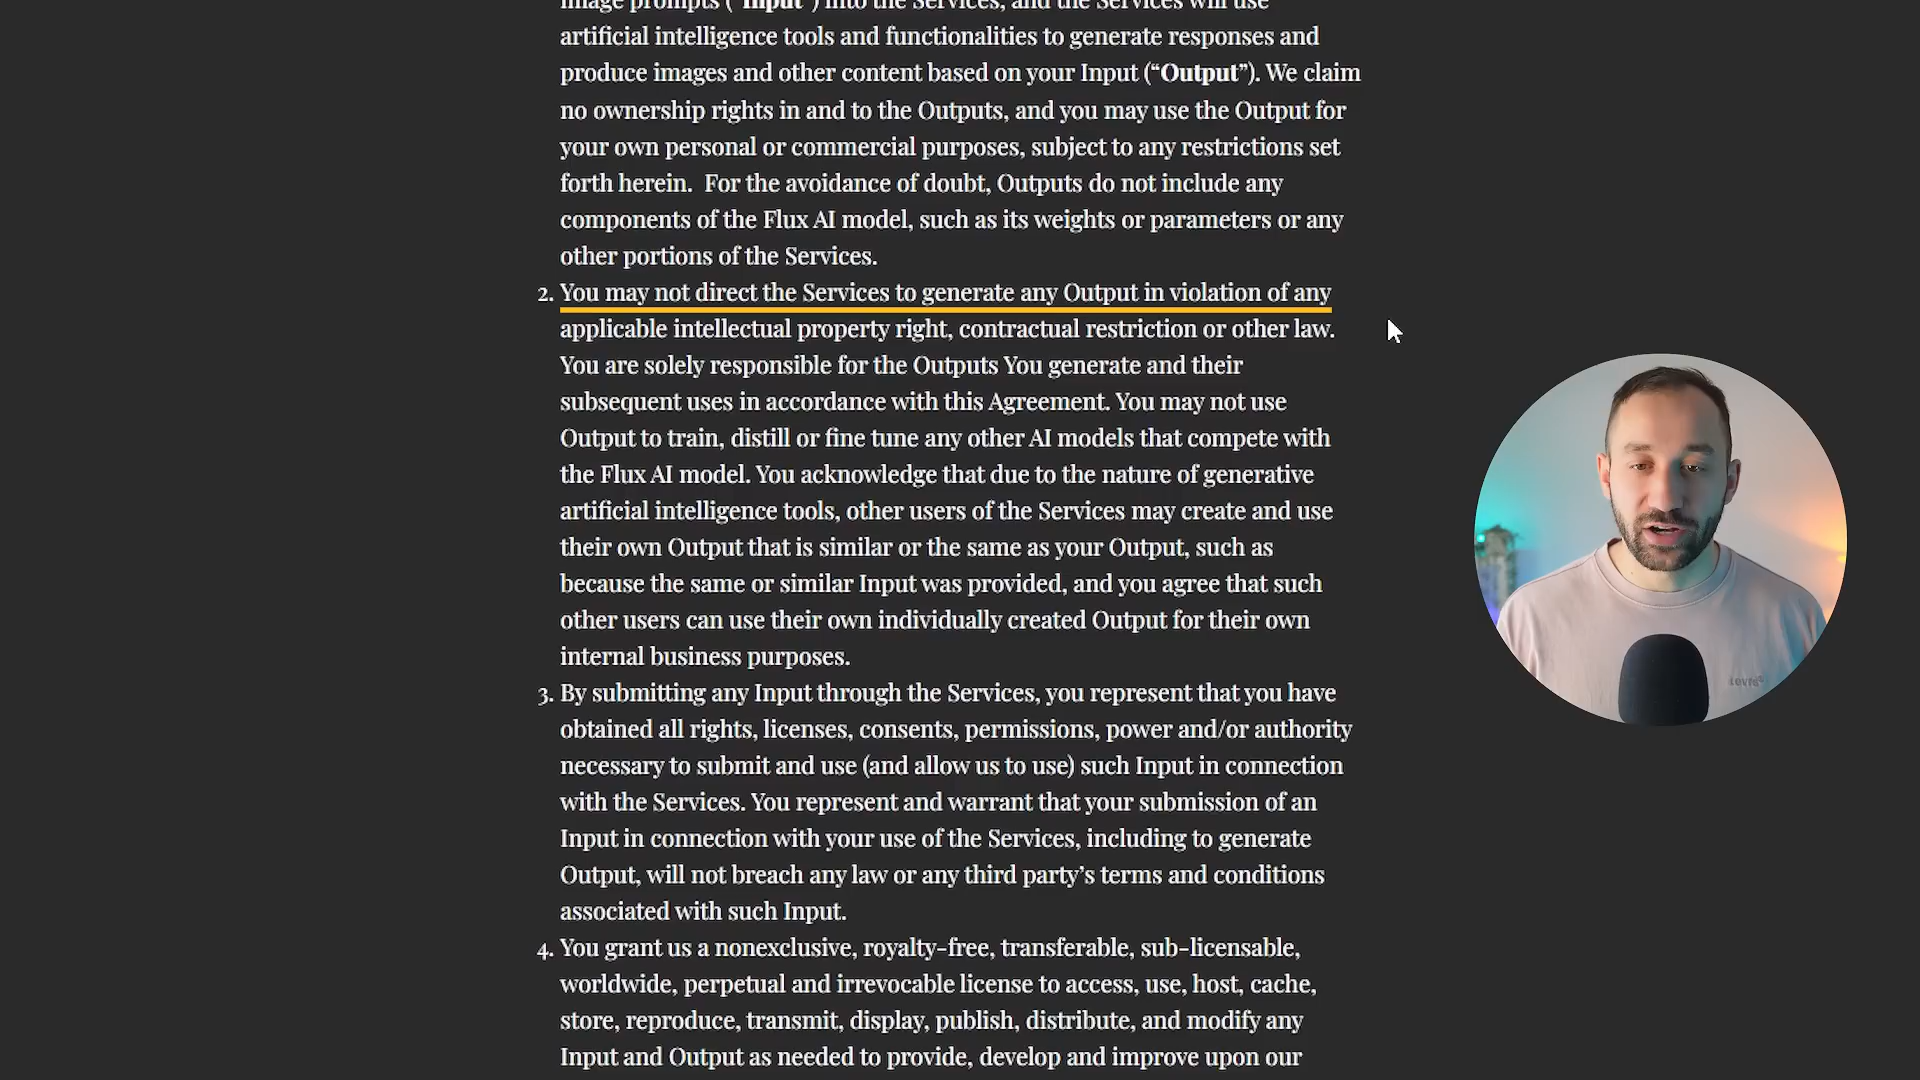 image prompts ("Input") into the Services, and the Services will use
artificial intelligence tools and functionalities to generate responses and
produce images and other content based on your Input (“Output”). We claim
no ownership rights in and to the Outputs, and you may use the Output for
your own personal or commercial purposes, subject to any restrictions set
forth herein.  For the avoidance of doubt, Outputs do not include any
components of the Flux AI model, such as its weights or parameters or any
other portions of the Services.
2. You may not direct the Services to generate any Output in violation of any
applicable intellectual property right, contractual restriction or other law.
You are solely responsible for the Outputs You generate and their
subsequent uses in accordance with this Agreement. You may not use
Output to train, distill or fine tune any other AI models that compete with
the Flux AI model. You acknowledge that due to the nature of generative
artificial intelligence tools, other users of the Services may create and use
their own Output that is similar or the same as your Output, such as
because the same or similar Input was provided, and you agree that such
other users can use their own individually created Output for their own
internal business purposes.
3. By submitting any Input through the Services, you represent that you have
obtained all rights, licenses, consents, permissions, power and/or authority
necessary to submit and use (and allow us to use) such Input in connection
with the Services. You represent and warrant that your submission of an
Input in connection with your use of the Services, including to generate
Output, will not breach any law or any third party’s terms and conditions
associated with such Input.
4. You grant us a nonexclusive, royalty-free, transferable, sub-licensable,
worldwide, perpetual and irrevocable license to access, use, host, cache,
store, reproduce, transmit, display, publish, distribute, and modify any
Input and Output as needed to provide, develop and improve upon our